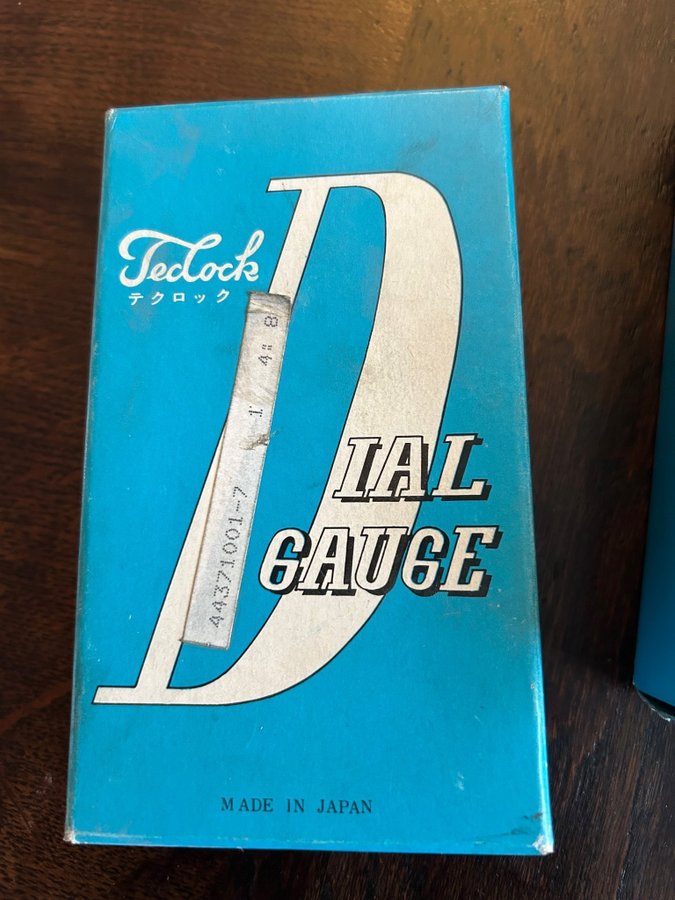 Teclock
テクロック
DIAL
GAUGE
44371001-7 1 4: 8
MADE IN JAPAN